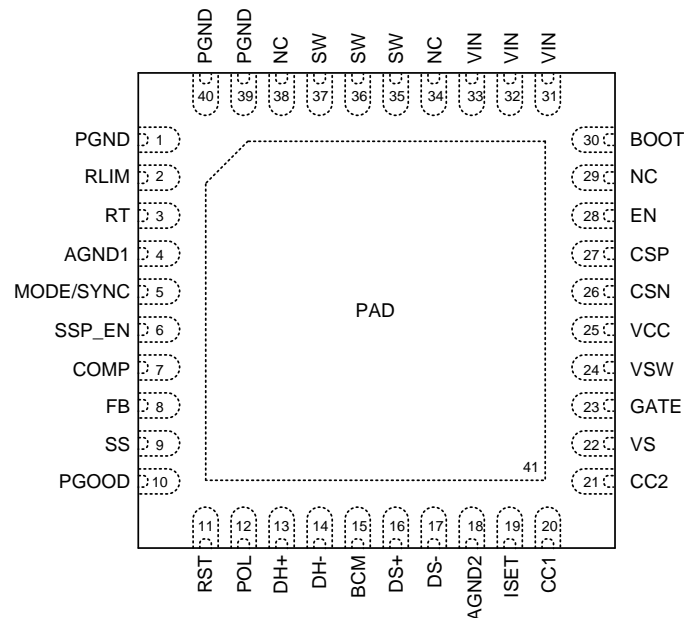 PGND PGND NC SW SW SW NC VIN VIN VIN
40 39 38 37 36 35 34 33 32 31
PGND 1 30 BOOT
RLIM 2 29 NC
RT 3 28 EN
AGND1 4 27 CSP
MODE/SYNC 5 26 CSN
PAD
SSP_EN 6 25 VCC
COMP 7 24 VSW
FB 8 23 GATE
SS 9 22 VS
41
PGOOD 10 21 CC2
11 12 13 14 15 16 17 18 19 20
RST POL DH+ DH- BCM DS+ DS- AGND2 ISET CC1